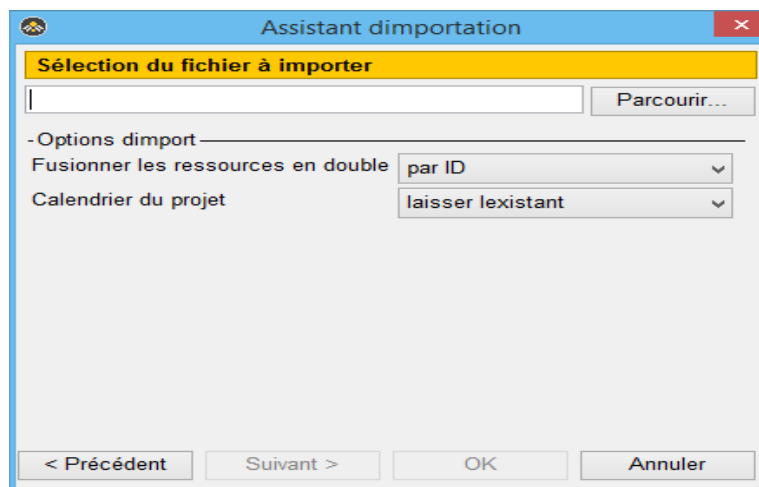 Assistant dimportation
Sélection du fichier à importer
Parcourir...
Options dimport
Fusionner les ressources en double par ID
Calendrier du projet laisser lexistant
< Précédent Suivant > OK Annuler